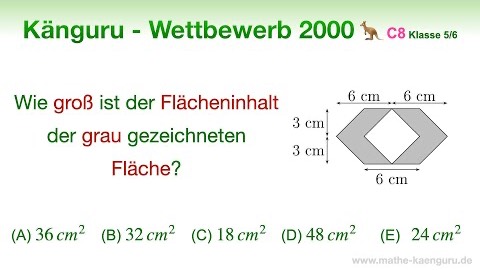 Känguru - Wettbewerb 2000 🦘 C8 Klasse 5/6
Wie groß ist der Flächeninhalt
der grau gezeichneten
Fläche?
6 cm 6 cm
3 cm
3 cm
6 cm
(A) 36 cm² (B) 32 cm² (C) 18 cm² (D) 48 cm² (E) 24 cm²
www.mathe-kaenguru.de